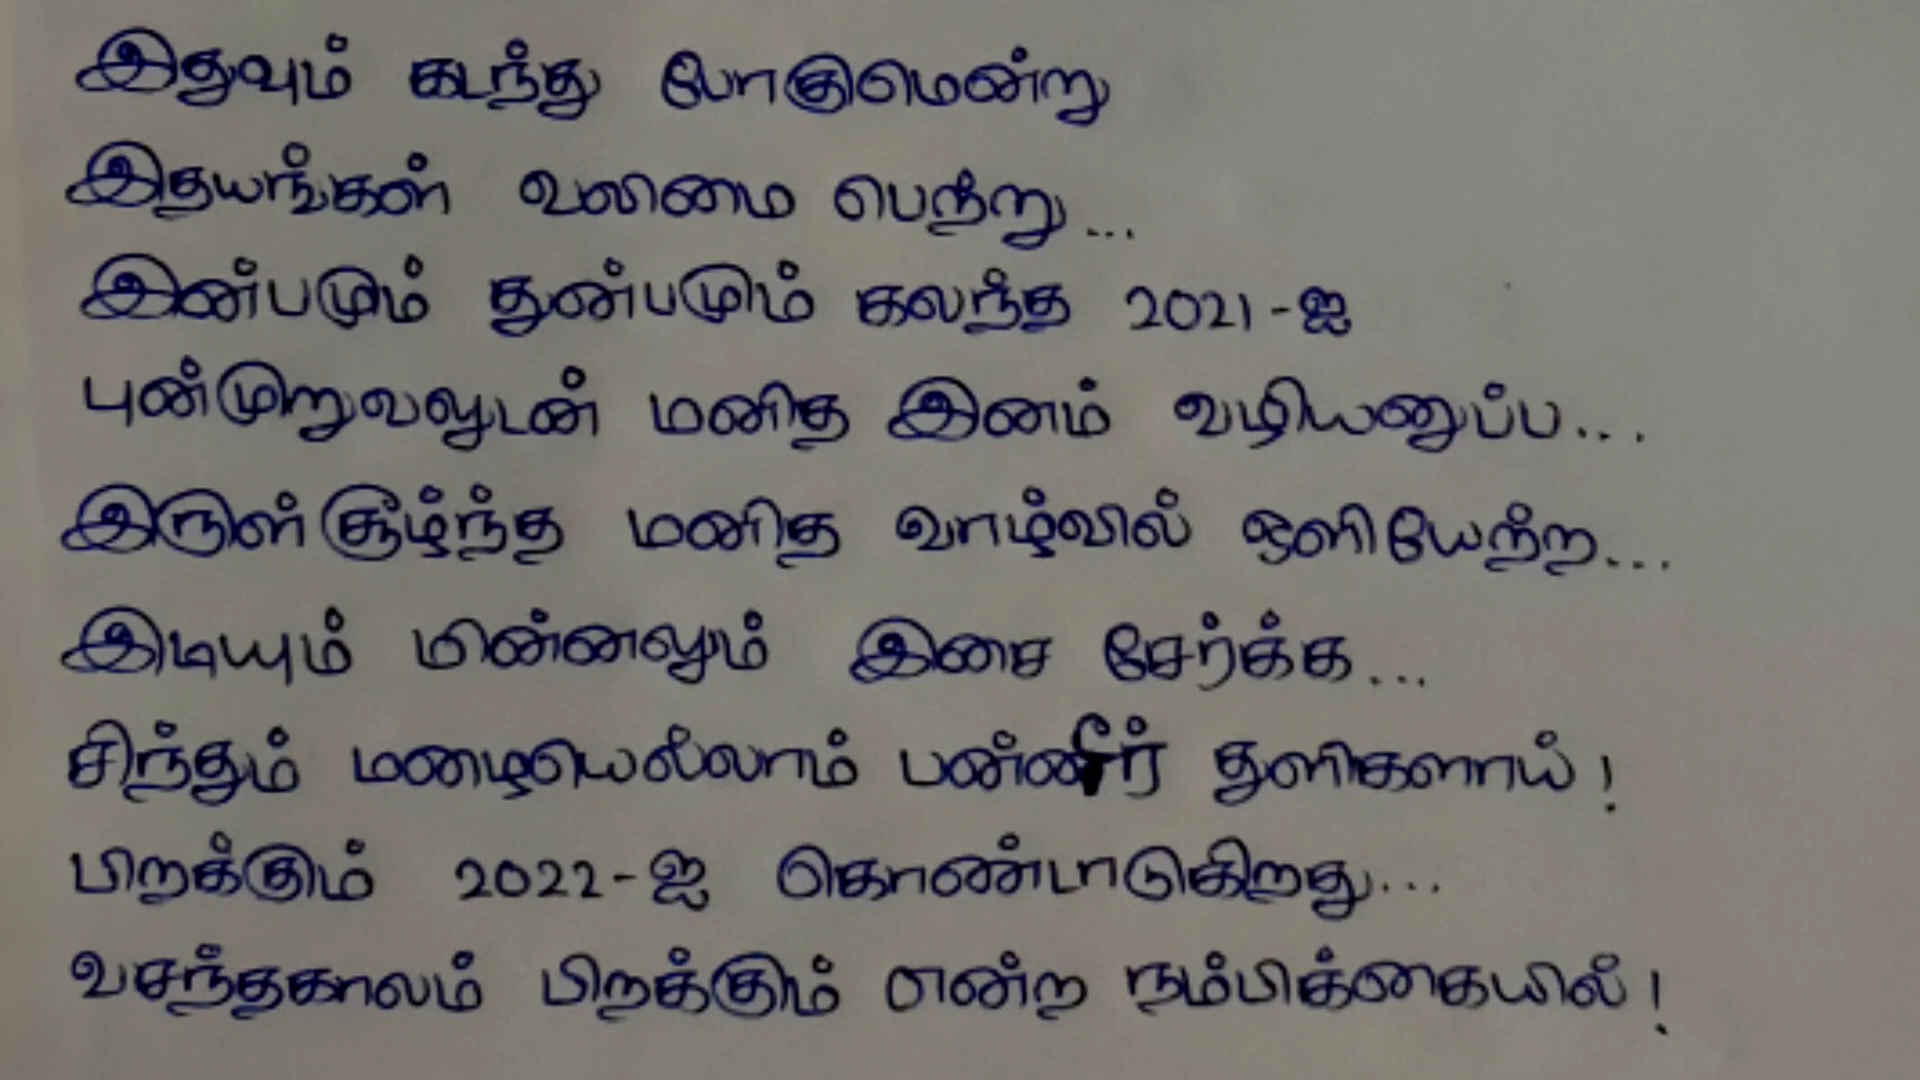 இதுவும் கடந்து போகுமென்று
இதயங்கள் வலிமை பெற்று...
இன்பமும் துன்பமும் கலந்த 2021-ஐ
புன்முறுவலுடன் மனித இனம் வழியனுப்ப...
இருள் சூழ்ந்த மனித வாழ்வில் ஒளியேற்ற...
இடியும் மின்னலும் இசை சேர்க்க...
சிந்தும் மழையெல்லாம் பன்னீர் துளிகளாய்!
பிறக்கும் 2022-ஐ கொண்டாடுகிறது...
வசந்தகாலம் பிறக்கும் என்ற நம்பிக்கையில்!